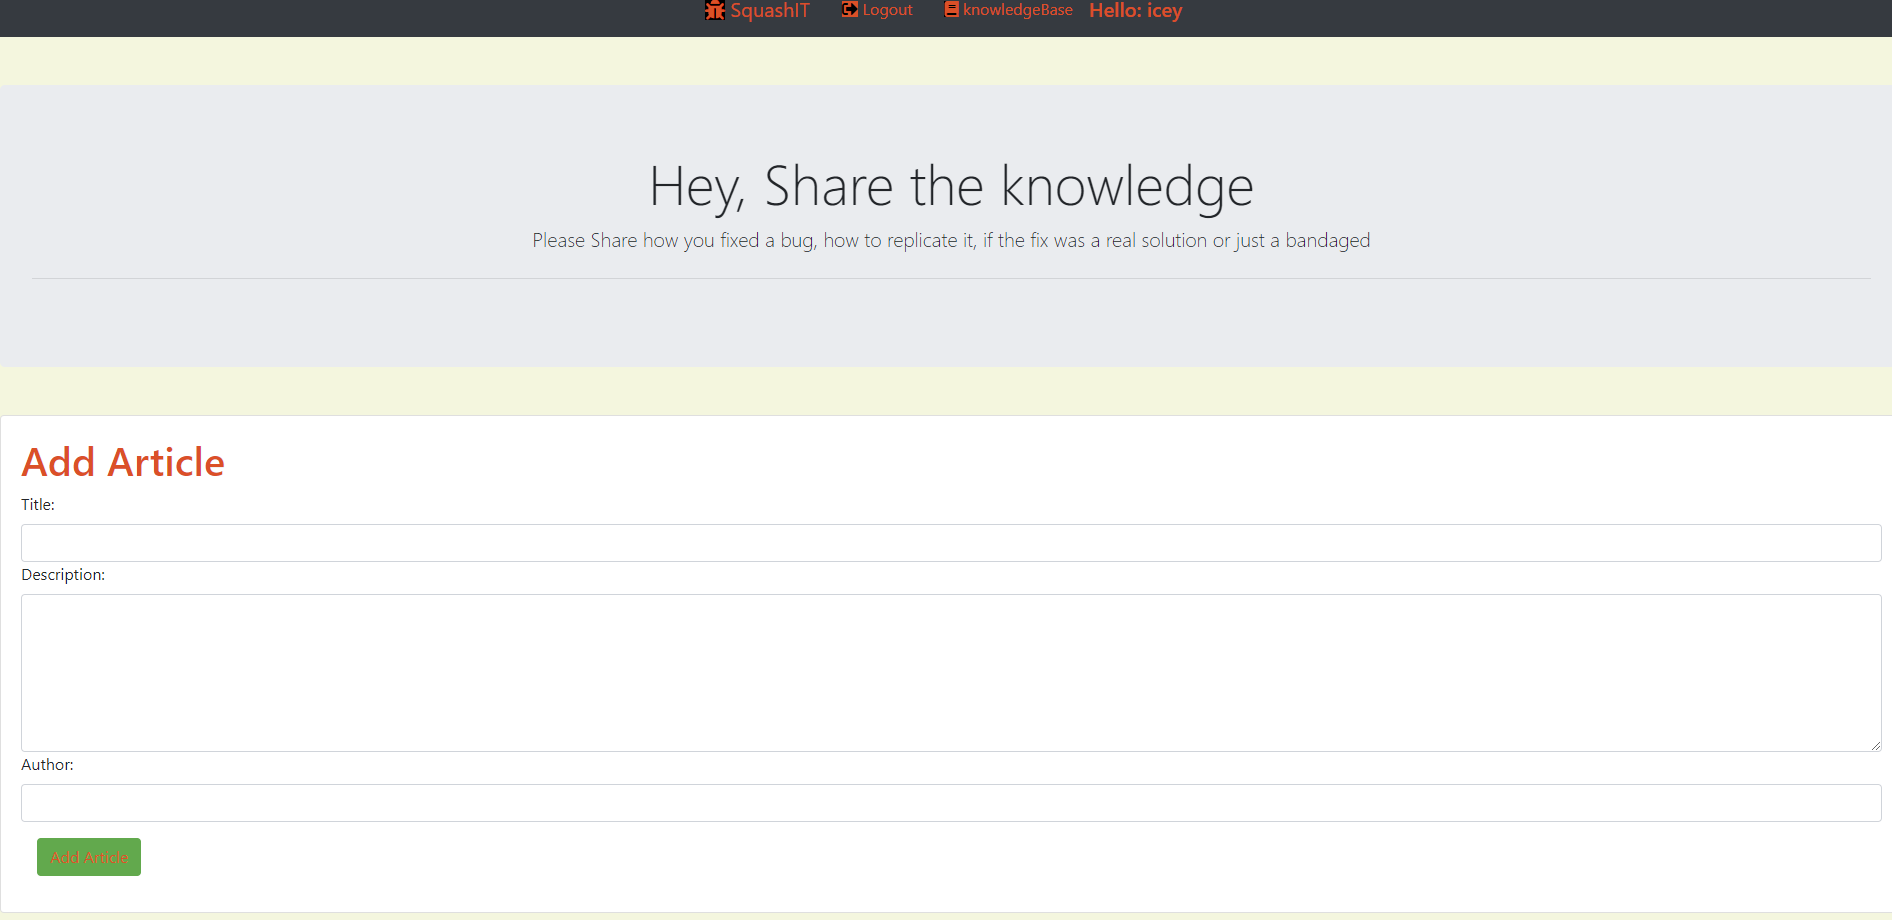 SquashIT Logout knowledgeBase Hello: icey
Hey, Share the knowledge
Please Share how you fixed a bug, how to replicate it, if the fix was a real solution or just a bandaged
Add Article
Title:
Description:
Author:
Add Article